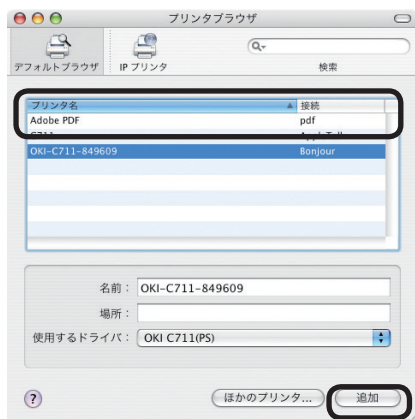 プリンタブラウザ
デフォルトブラウザ
IP プリンタ
検索
プリンタ名 接続
Adobe PDF pdf
OKI-C711-849609 Bonjour
名前： OKI-C711-849609
場所：
使用するドライバ： OKI C711(PS)
? ほかのプリンタ... 追加